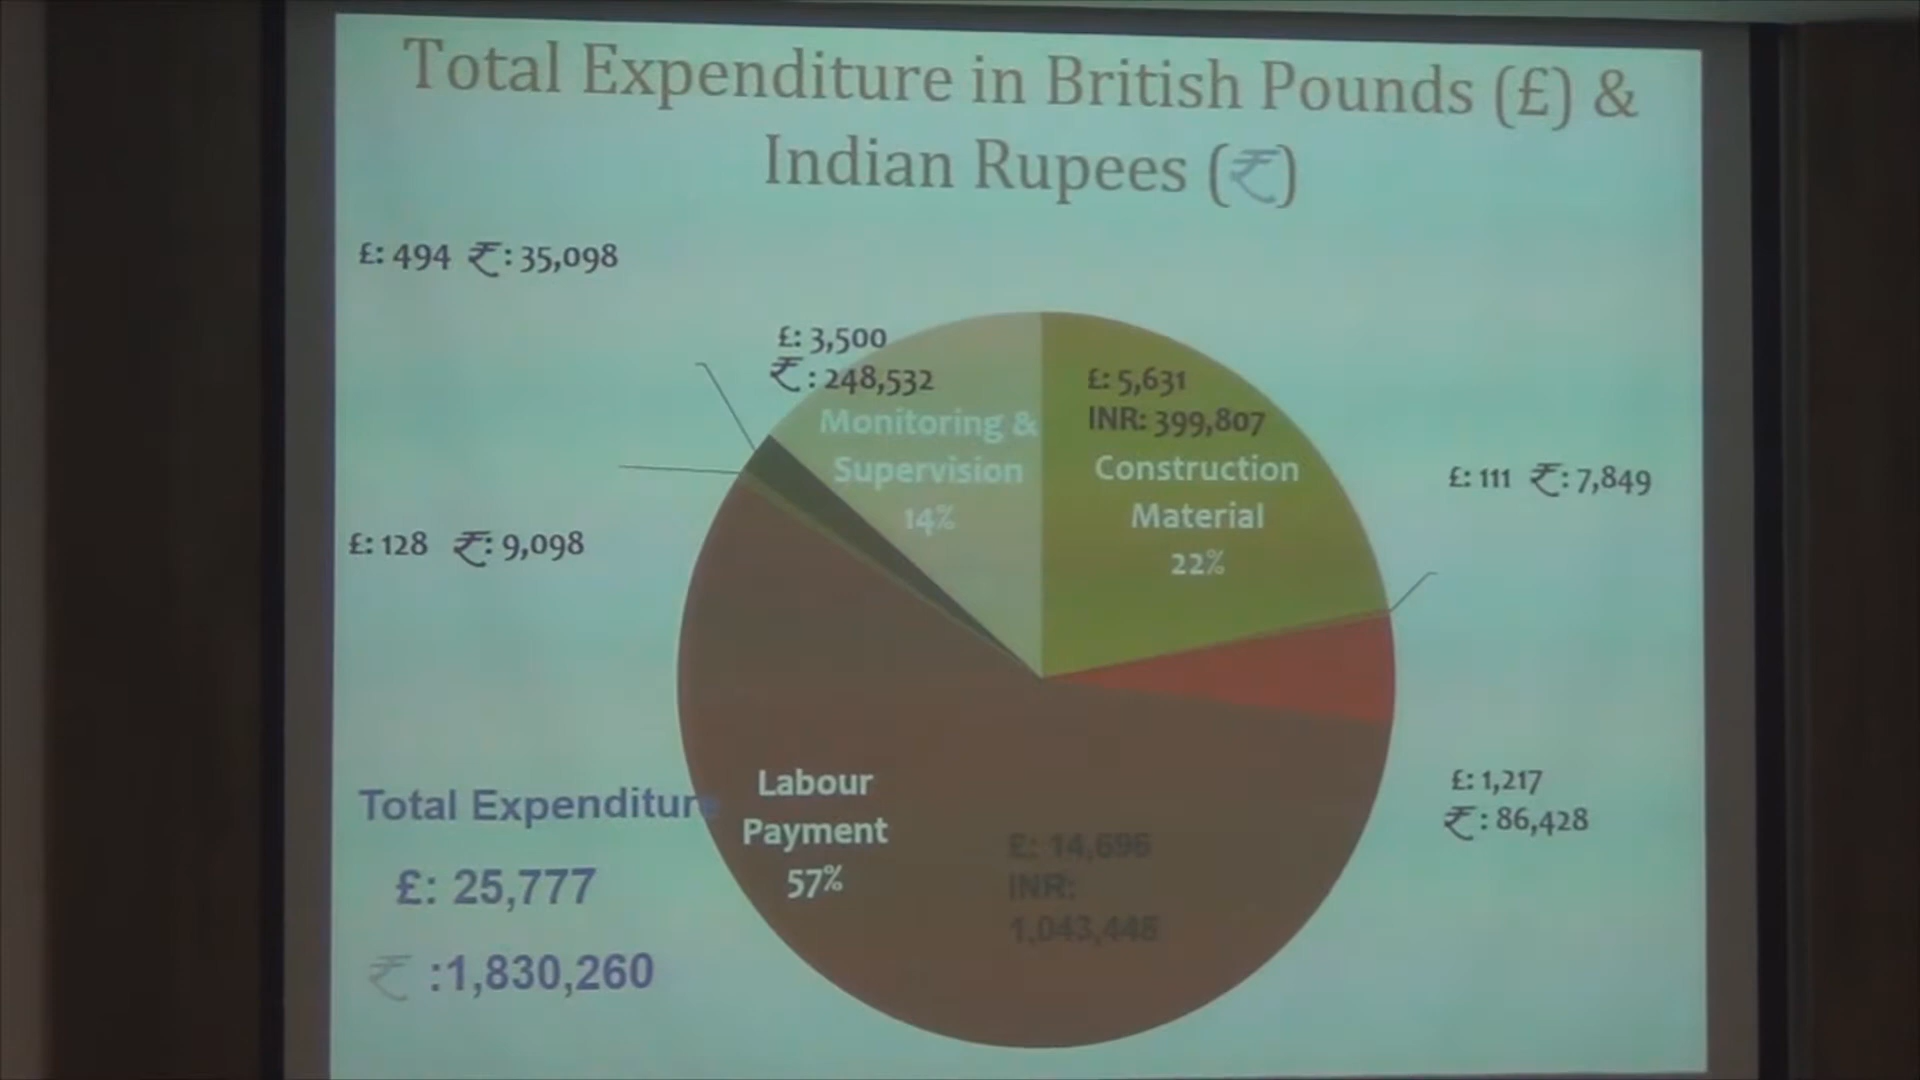 Total Expenditure in British Pounds (£) &
Indian Rupees (₹)
£: 494 ₹: 35,098
£: 3,500
₹: 248,532
Monitoring &
Supervision
14%
£: 5,631
INR: 399,807
Construction
Material
22%
£: 111 ₹: 7,849
£: 128 ₹: 9,098
£: 1,217
₹: 86,428
Labour
Payment
57%
£: 14,696
INR:
1,043,448
Total Expenditure
£: 25,777
₹ :1,830,260